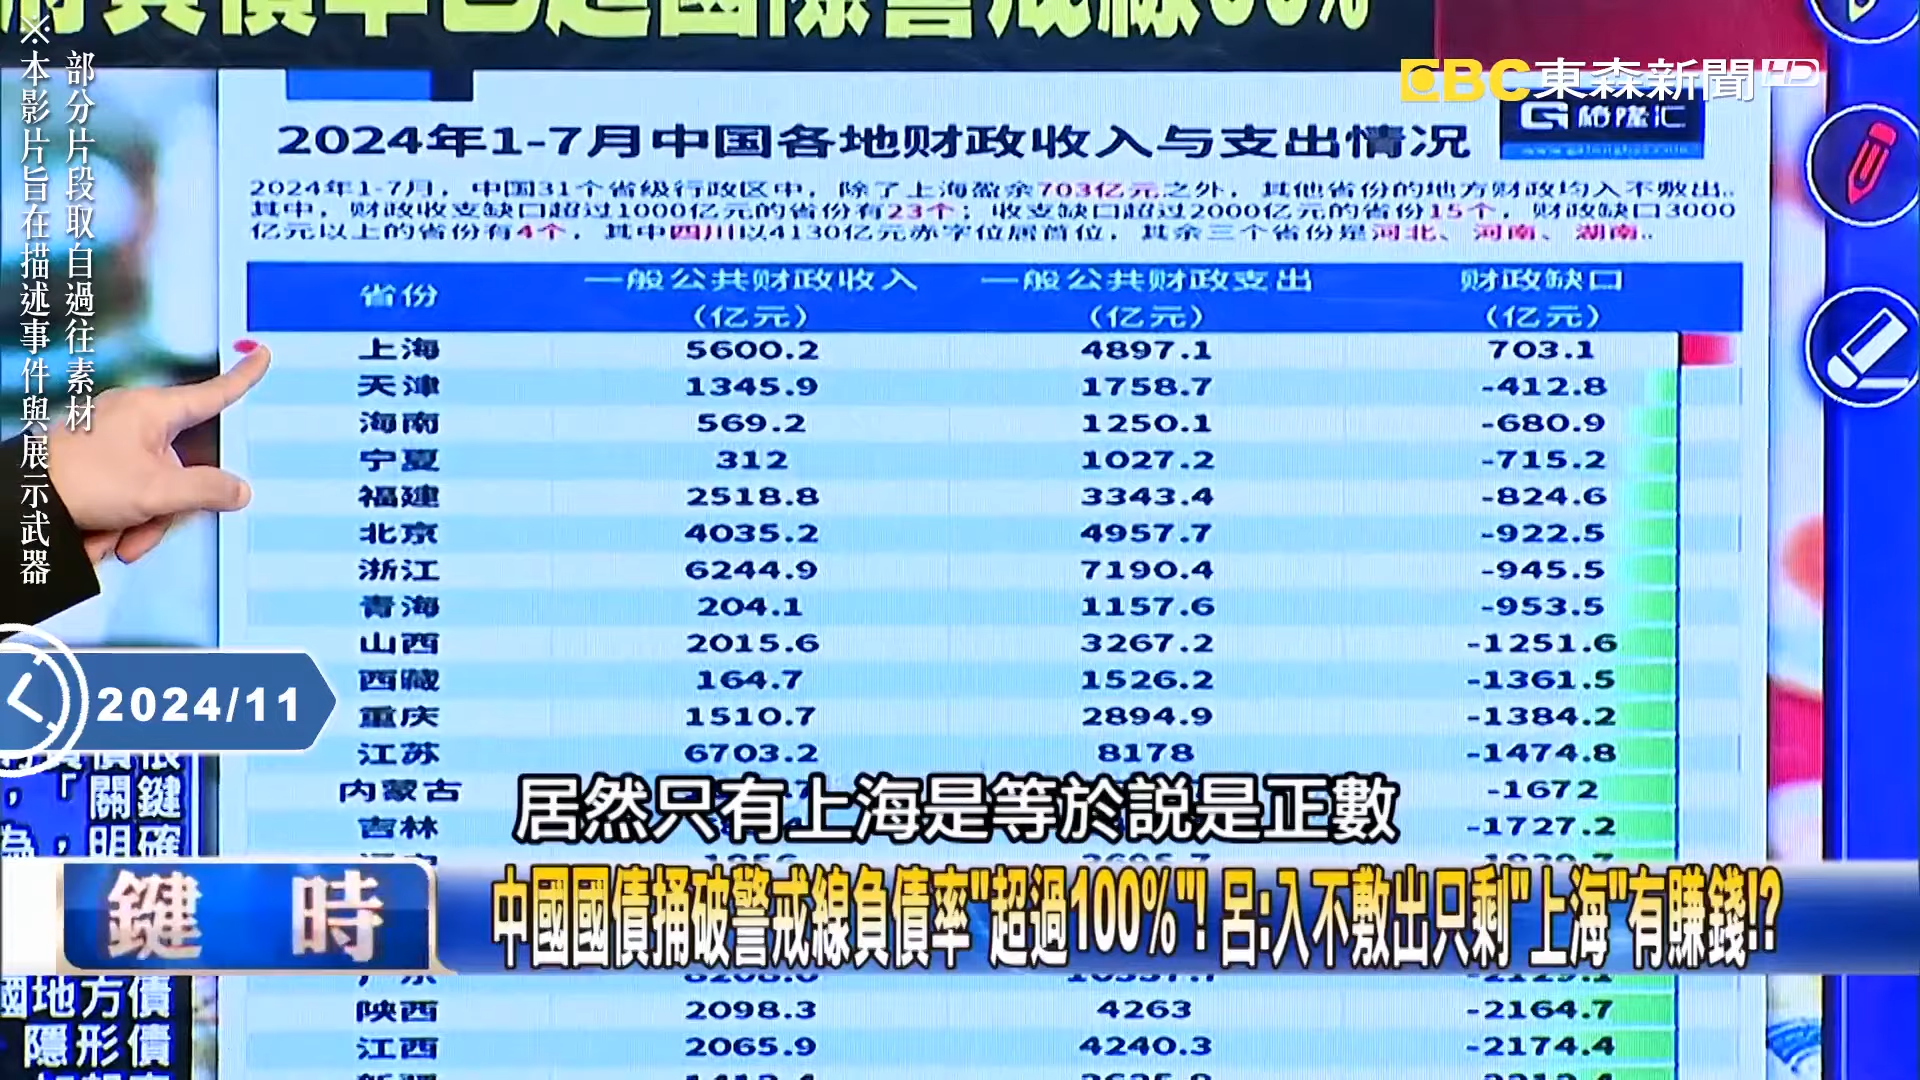 ※本影片旨在描述事件與展示武器
部分片段取自過往素材
EBC東森新聞HD
格隆汇
2024年1-7月中国各地财政收入与支出情况
2024年1-7月，中国31个省级行政区中，除了上海盈余703亿元之外，其他省份的地方财政均入不敷出..
其中，财政收支缺口超过1000亿元的省份有23个；收支缺口超过2000亿元的省份15个，财政缺口3000
亿元以上的省份有4个，其中四川以4130亿元赤字位居首位，其余三个省份是河北、河南、湖南..
省份 一般公共财政收入（亿元） 一般公共财政支出（亿元） 财政缺口（亿元）
上海 5600.2 4897.1 703.1
天津 1345.9 1758.7 -412.8
海南 569.2 1250.1 -680.9
宁夏 312 1027.2 -715.2
福建 2518.8 3343.4 -824.6
北京 4035.2 4957.7 -922.5
浙江 6244.9 7190.4 -945.5
青海 204.1 1157.6 -953.5
山西 2015.6 3267.2 -1251.6
西藏 164.7 1526.2 -1361.5
重庆 1510.7 2894.9 -1384.2
江苏 6703.2 8178 -1474.8
内蒙古 -1672
吉林 -1727.2
2024/11
，「關鍵
為，明確
居然只有上海是等於説是正數
鍵時
中國國債捅破警戒線負債率"超過100%"!呂:入不敷出只剩"上海"有賺錢!?
陕西 2098.3 4263 -2164.7
江西 2065.9 4240.3 -2174.4
國地方債
隱形債